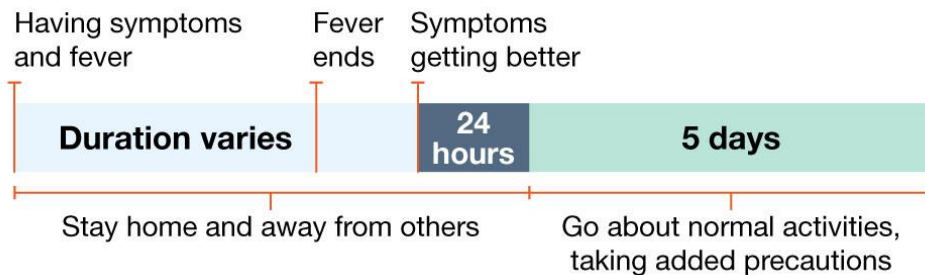 Having symptoms
and fever
Fever
ends
Symptoms
getting better
Duration varies
24
hours
5 days
Stay home and away from others
Go about normal activities,
taking added precautions